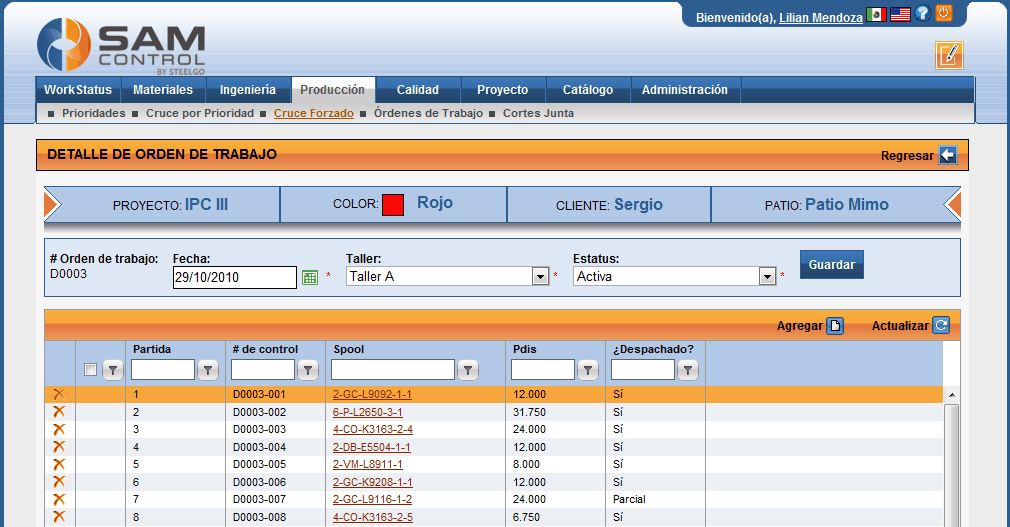 Bienvenido(a), Lilian Mendoza
SAM
CONTROL
BY STEELGO
WorkStatus Materiales Ingeniería Producción Calidad Proyecto Catálogo Administración
Prioridades Cruce por Prioridad Cruce Forzado Órdenes de Trabajo Cortes Junta
DETALLE DE ORDEN DE TRABAJO Regresar
PROYECTO: IPC III COLOR: Rojo CLIENTE: Sergio PATIO: Patio Mimo
# Orden de trabajo: Fecha: Taller: Estatus:
D0003 29/10/2010 * Taller A * Activa * Guardar
Agregar Actualizar
Partida # de control Spool Pdis ¿Despachado?
1 D0003-001 2-GC-L9092-1-1 12.000 Sí
2 D0003-002 6-P-L2650-3-1 31.750 Sí
3 D0003-003 4-CO-K3163-2-4 24.000 Sí
4 D0003-004 2-DB-E5504-1-1 12.000 Sí
5 D0003-005 2-VM-L8911-1 8.000 Sí
6 D0003-006 2-GC-K9208-1-1 12.000 Sí
7 D0003-007 2-GC-L9116-1-2 24.000 Parcial
8 D0003-008 4-CO-K3163-2-5 6.750 Sí